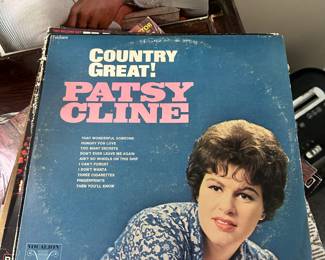 COUNTRY
GREAT!
PATSY
CLINE
THAT WONDERFUL SOMEONE
HUNGRY FOR LOVE
TOO MANY SECRETS
DON'T EVER LEAVE ME AGAIN
AIN'T NO WHEELS ON THIS SHIP
I CAN'T FORGET
I DON'T WANTA
THREE CIGARETTES
FINGERPRINTS
THEN YOU'LL KNOW
VOCALION